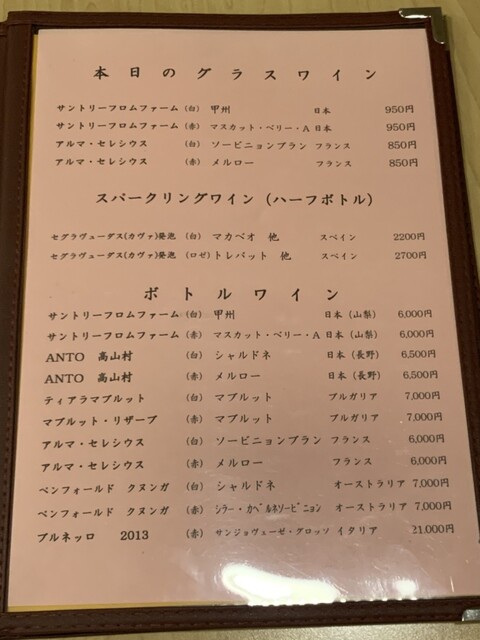 本日のグラスワイン
サントリーフロムファーム (白) 甲州 日本 950円
サントリーフロムファーム (赤) マスカット・ベリー・A 日本 950円
アルマ・セレシウス (白) ソービニョンブラン フランス 850円
アルマ・セレシウス (赤) メルロー フランス 850円
スパークリングワイン(ハーフボトル)
セグラヴューダス(カヴァ)発泡 (白) マカベオ 他 スペイン 2200円
セグラヴューダス(カヴァ)発泡 (ロゼ) トレパット 他 スペイン 2700円
ボトルワイン
サントリーフロムファーム (白) 甲州 日本(山梨) 6,000円
サントリーフロムファーム (赤) マスカット・ベリー・A 日本(山梨) 6,000円
ANTO 高山村 (白) シャルドネ 日本(長野) 6,500円
ANTO 高山村 (赤) メルロー 日本(長野) 6,500円
ティアラマブルット (白) マブルット ブルガリア 7,000円
マブルット・リザーブ (赤) マブルット ブルガリア 7,000円
アルマ・セレシウス (白) ソービニョンブラン フランス 6,000円
アルマ・セレシウス (赤) メルロー フランス 6,000円
ペンフォールド クヌンガ (白) シャルドネ オーストラリア 7,000円
ペンフォールド クヌンガ (赤) シラー・カベルネソービニョン オーストラリア 7,000円
ブルネッロ 2013 (赤) サンジョヴェーゼ・グロッソ イタリア 21,000円